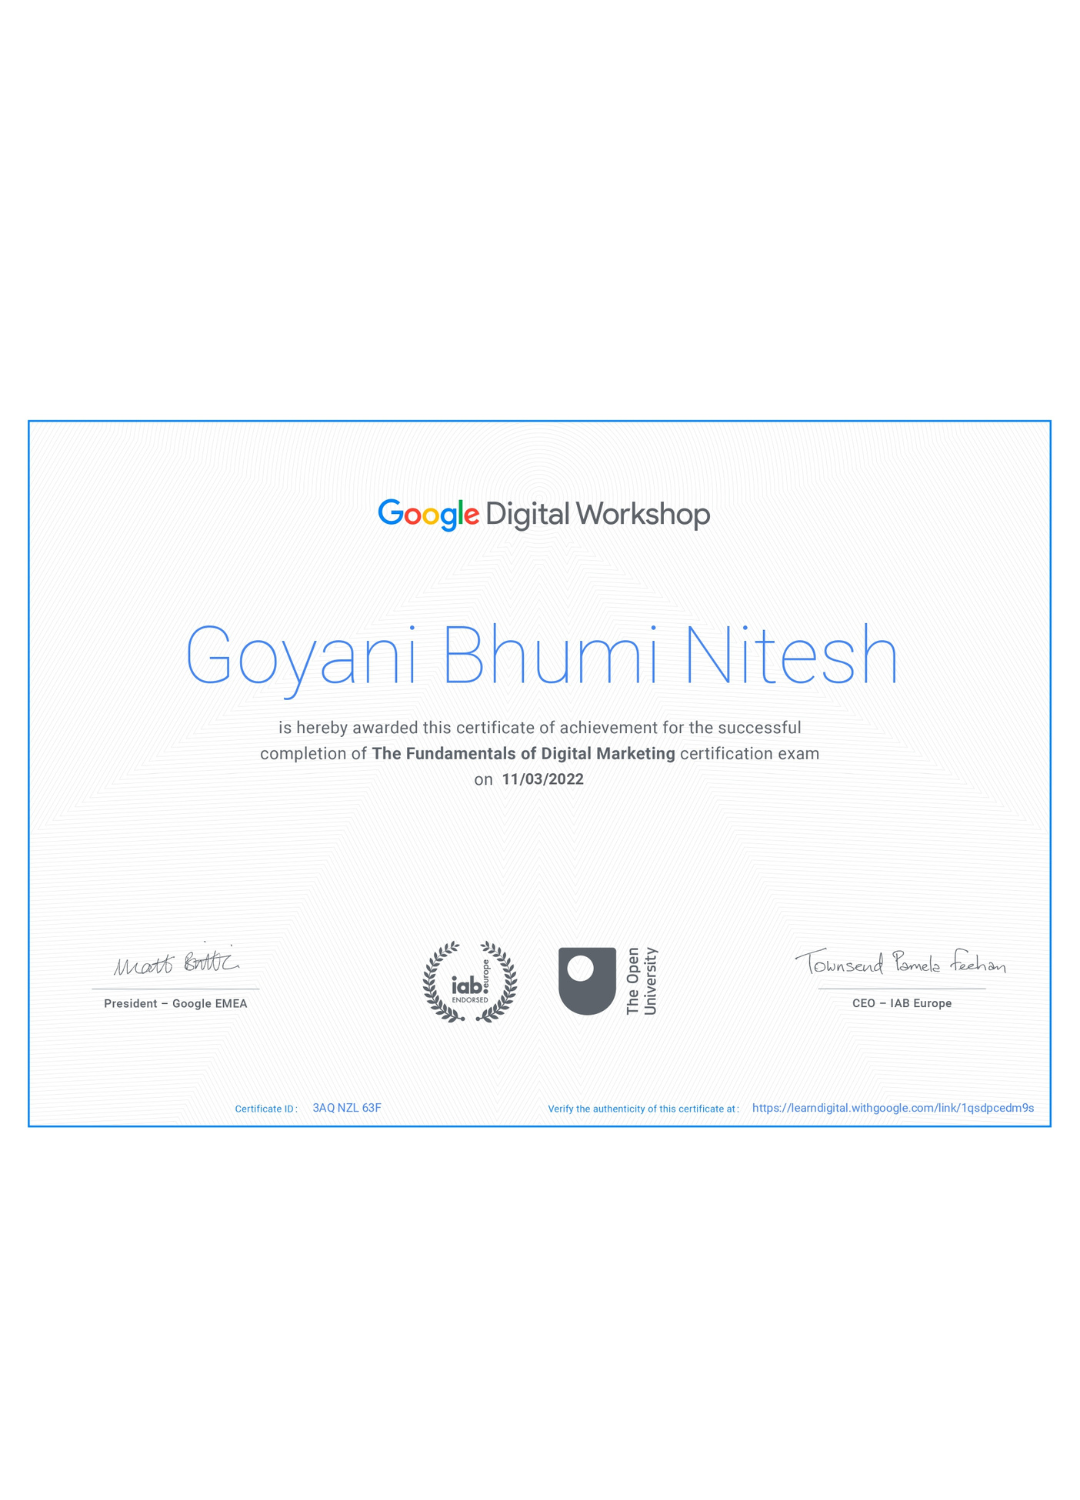 Google Digital Workshop
Goyani Bhumi Nitesh
is hereby awarded this certificate of achievement for the successful
completion of The Fundamentals of Digital Marketing certification exam
on 11/03/2022
Matt
Townsend Pamela Feehan
President – Google EMEA
iab europe
ENDORSED
The Open
University
CEO – IAB Europe
Certificate ID : 3AQ NZL 63F
Verify the authenticity of this certificate at : https://learndigital.withgoogle.com/link/1qsdpcedm9s